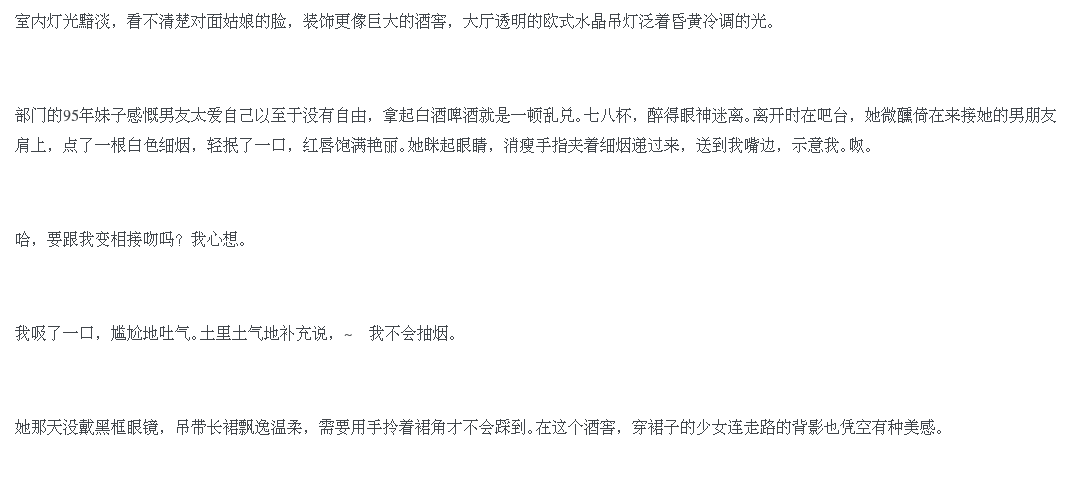 室内灯光黯淡，看不清楚对面姑娘的脸，装饰更像巨大的酒窖，大厅透明的欧式水晶吊灯泛着昏黄冷调的光。
部门的95年妹子感慨男友太爱自己以至于没有自由，拿起白酒啤酒就是一顿乱兑。七八杯，醉得眼神迷离。离开时在吧台，她微醺倚在来接她的男朋友
肩上，点了一根白色细烟，轻抿了一口，红唇饱满艳丽。她眯起眼睛，消瘦手指夹着细烟递过来，送到我嘴边，示意我。呶。
哈，要跟我变相接吻吗？我心想。
我吸了一口，尴尬地吐气。土里土气地补充说，~ 我不会抽烟。
她那天没戴黑框眼镜，吊带长裙飘逸温柔，需要用手拎着裙角才不会踩到。在这个酒窖，穿裙子的少女连走路的背影也凭空有种美感。